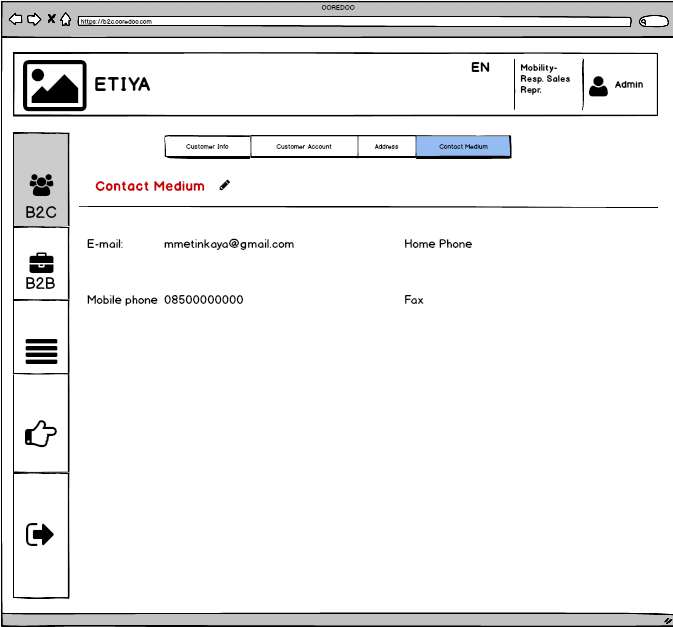 OOREDOO
https://b2c.ooredoo.com
ETIYA
EN
Mobility-
Resp. Sales
Repr.
Admin
Customer Info
Customer Account
Address
Contact Medium
B2C
Contact Medium
E-mail:
mmetinkaya@gmail.com
Home Phone
B2B
Mobile phone
08500000000
Fax